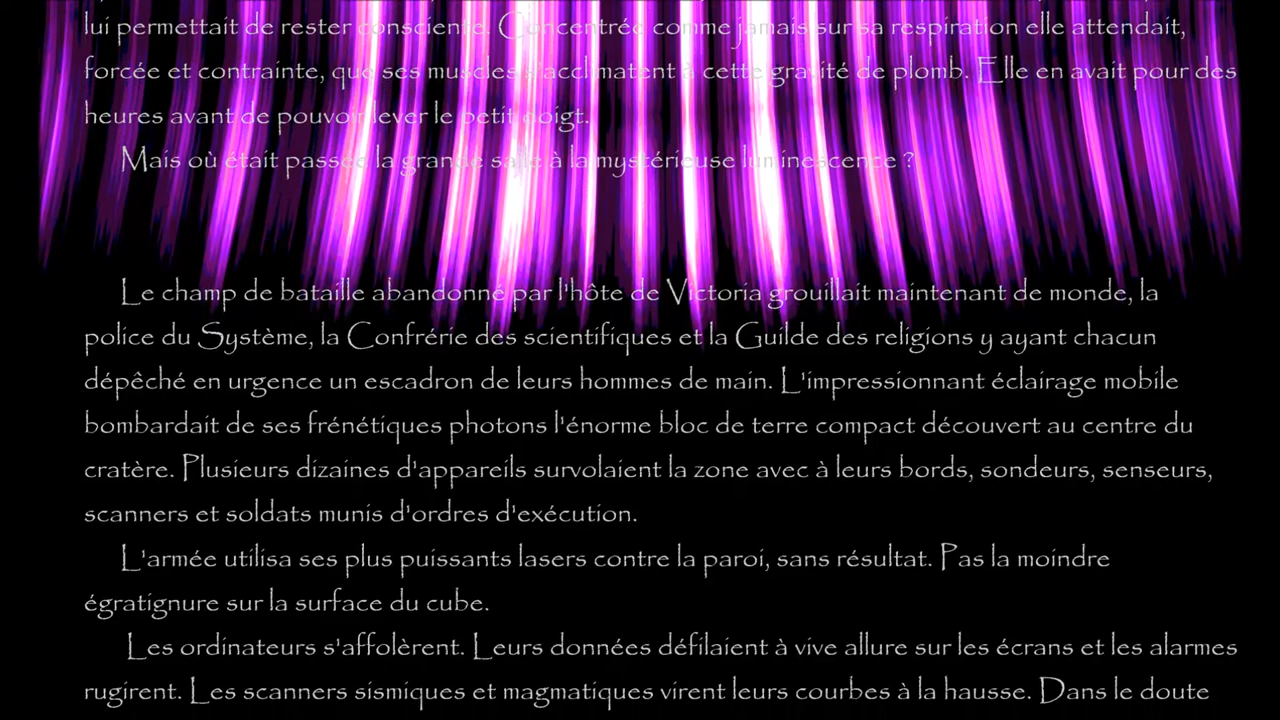 lui permettait de rester consciente. Concentrée comme jamais sur sa respiration elle attendait,
forcée et contrainte, que ses muscles s'acclimatent à cette gravité de plomb. Elle en avait pour des
heures avant de pouvoir lever le petit doigt.
Mais où était passée la grande salle à la mystérieuse luminescence ?
Le champ de bataille abandonné par l'hôte de Victoria grouillait maintenant de monde, la
police du Système, la Confrérie des scientifiques et la Guilde des religions y ayant chacun
dépêché en urgence un escadron de leurs hommes de main. L'impressionnant éclairage mobile
bombardait de ses frénétiques photons l'énorme bloc de terre compact découvert au centre du
cratère. Plusieurs dizaines d'appareils survolaient la zone avec à leurs bords, sondeurs, senseurs,
scanners et soldats munis d'ordres d'exécution.
L'armée utilisa ses plus puissants lasers contre la paroi, sans résultat. Pas la moindre
égratignure sur la surface du cube.
Les ordinateurs s'affolèrent. Leurs données défilaient à vive allure sur les écrans et les alarmes
rugirent. Les scanners sismiques et magmatiques virent leurs courbes à la hausse. Dans le doute